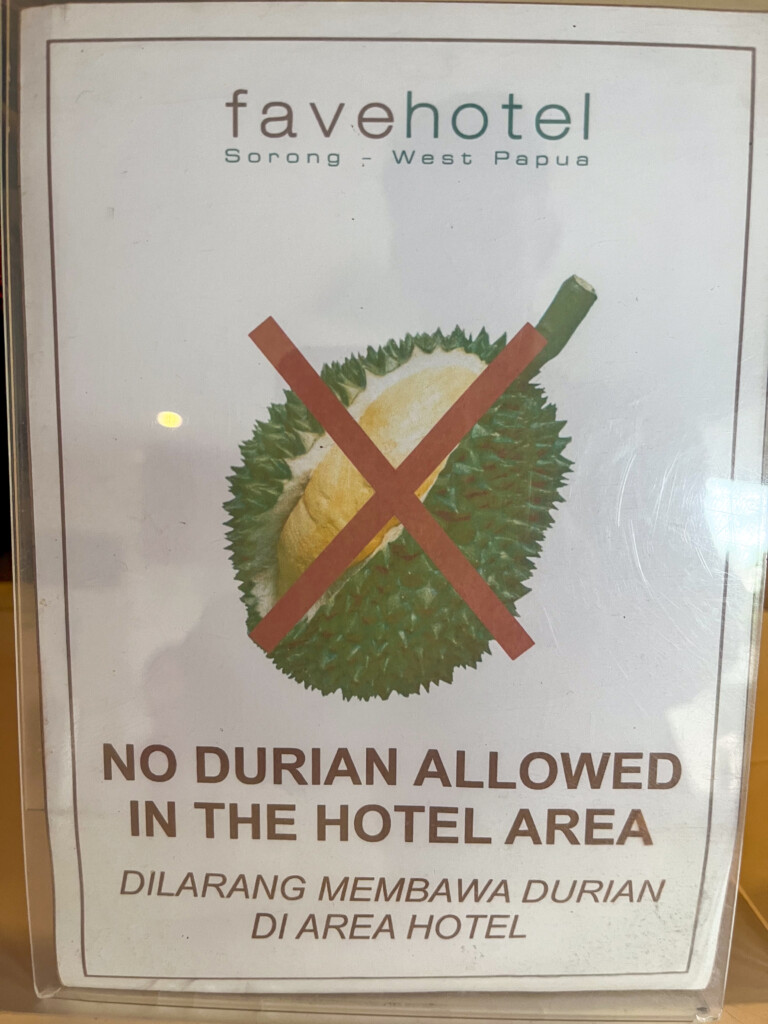 favehotel
Sorong - West Papua
NO DURIAN ALLOWED
IN THE HOTEL AREA
DILARANG MEMBAWA DURIAN
DI AREA HOTEL